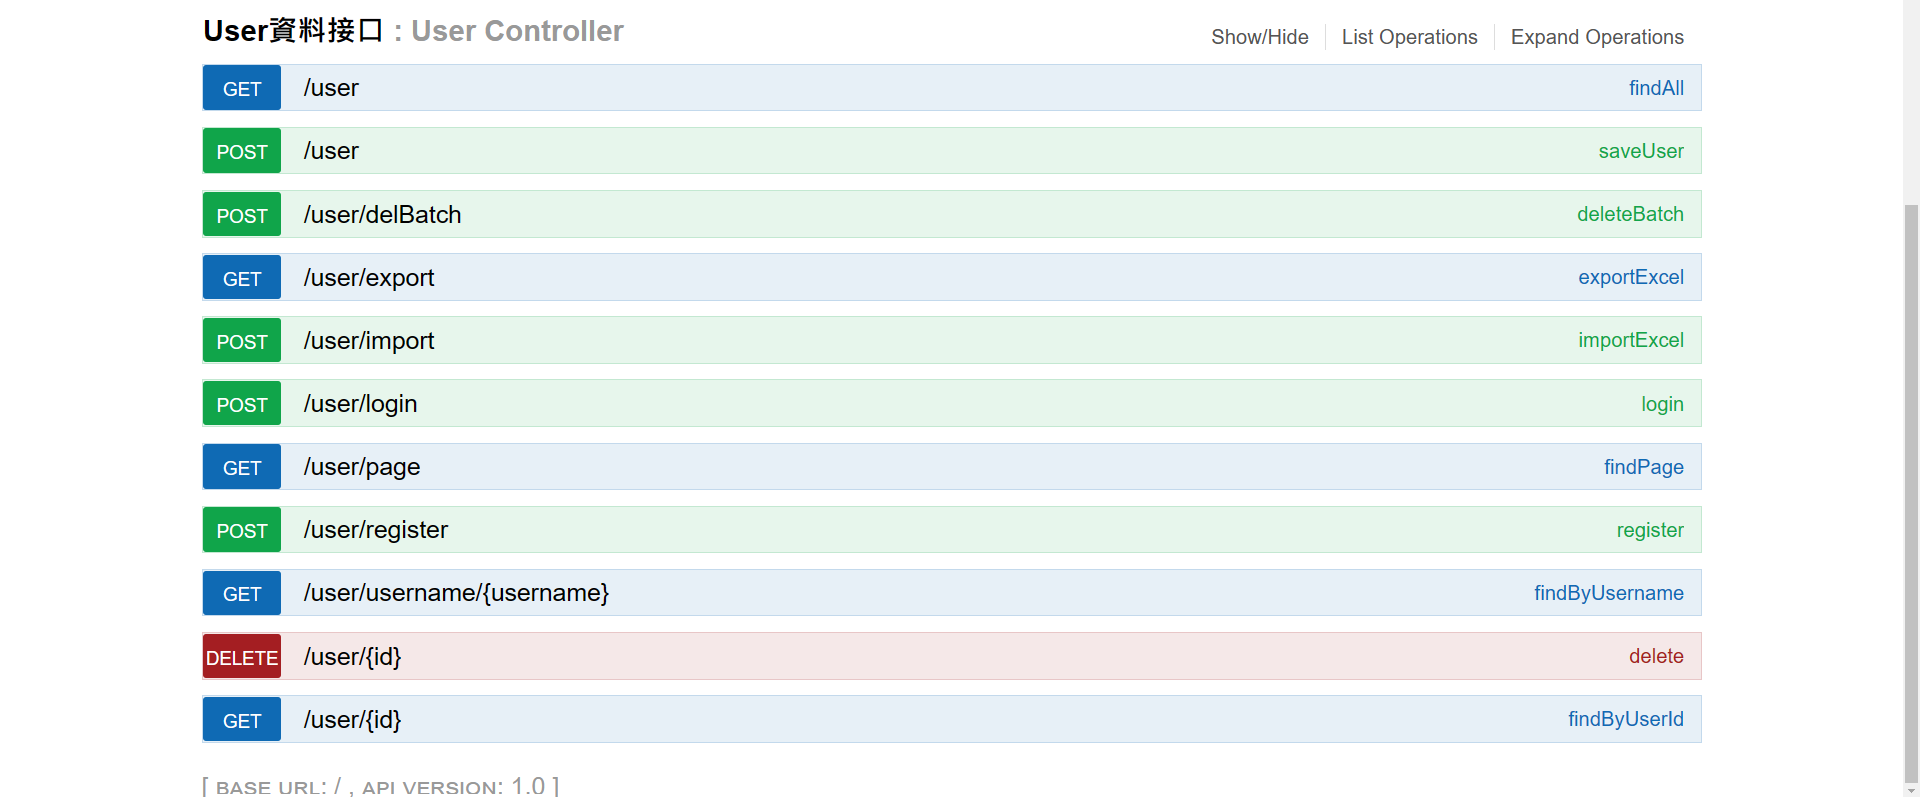 User資料接口 : User Controller
Show/Hide List Operations Expand Operations
GET /user findAll
POST /user saveUser
POST /user/delBatch deleteBatch
GET /user/export exportExcel
POST /user/import importExcel
POST /user/login login
GET /user/page findPage
POST /user/register register
GET /user/username/{username} findByUsername
DELETE /user/{id} delete
GET /user/{id} findByUserId
[ BASE URL: / , API VERSION: 1.0 ]